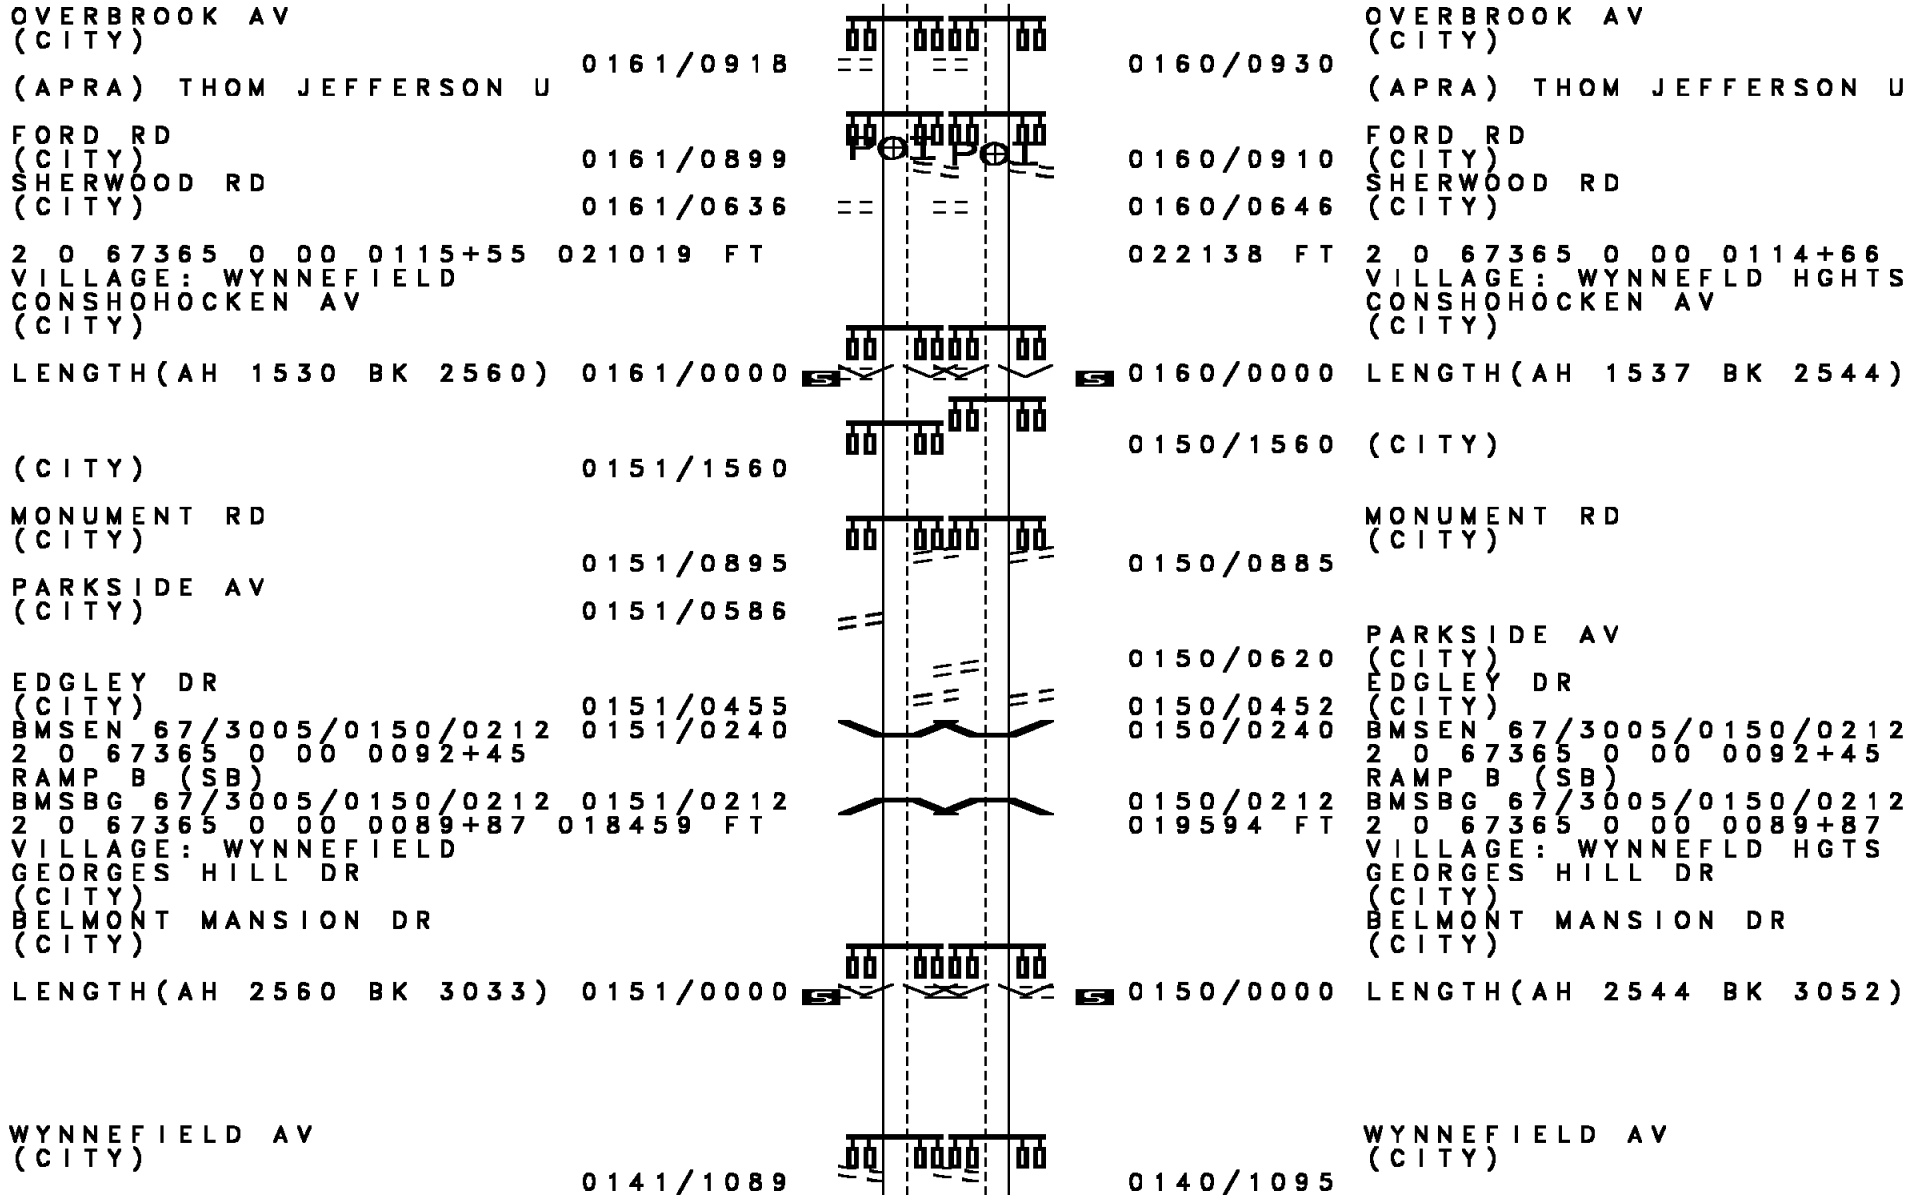 OVERBROOK AV OVERBROOK AV
(CITY) (CITY)
0161/0918 0160/0930
(APRA) THOM JEFFERSON U (APRA) THOM JEFFERSON U
FORD RD FORD RD
(CITY) 0161/0899 POT POT 0160/0910 (CITY)
SHERWOOD RD SHERWOOD RD
(CITY) 0161/0636 0160/0646 (CITY)
2 0 67365 0 00 0115+55 021019 FT 022138 FT 2 0 67365 0 00 0114+66
VILLAGE: WYNNEFIELD VILLAGE: WYNNEFLD HGHTS
CONSHOHOCKEN AV CONSHOHOCKEN AV
(CITY) (CITY)
LENGTH(AH 1530 BK 2560) 0161/0000 S S 0160/0000 LENGTH(AH 1537 BK 2544)
0150/1560 (CITY)
(CITY) 0151/1560
MONUMENT RD MONUMENT RD
(CITY) (CITY)
0151/0895 0150/0885
PARKSIDE AV
(CITY) 0151/0586
PARKSIDE AV
0150/0620 (CITY)
EDGLEY DR EDGLEY DR
(CITY) 0151/0455 0150/0452 (CITY)
BMSEN 67/3005/0150/0212 0151/0240 0150/0240 BMSEN 67/3005/0150/0212
2 0 67365 0 00 0092+45 2 0 67365 0 00 0092+45
RAMP B (SB) RAMP B (SB)
BMSBG 67/3005/0150/0212 0151/0212 0150/0212 BMSBG 67/3005/0150/0212
2 0 67365 0 00 0089+87 018459 FT 019594 FT 2 0 67365 0 00 0089+87
VILLAGE: WYNNEFIELD VILLAGE: WYNNEFLD HGTS
GEORGES HILL DR GEORGES HILL DR
(CITY) (CITY)
BELMONT MANSION DR BELMONT MANSION DR
(CITY) (CITY)
LENGTH(AH 2560 BK 3033) 0151/0000 S S 0150/0000 LENGTH(AH 2544 BK 3052)
WYNNEFIELD AV WYNNEFIELD AV
(CITY) (CITY)
0141/1089 0140/1095